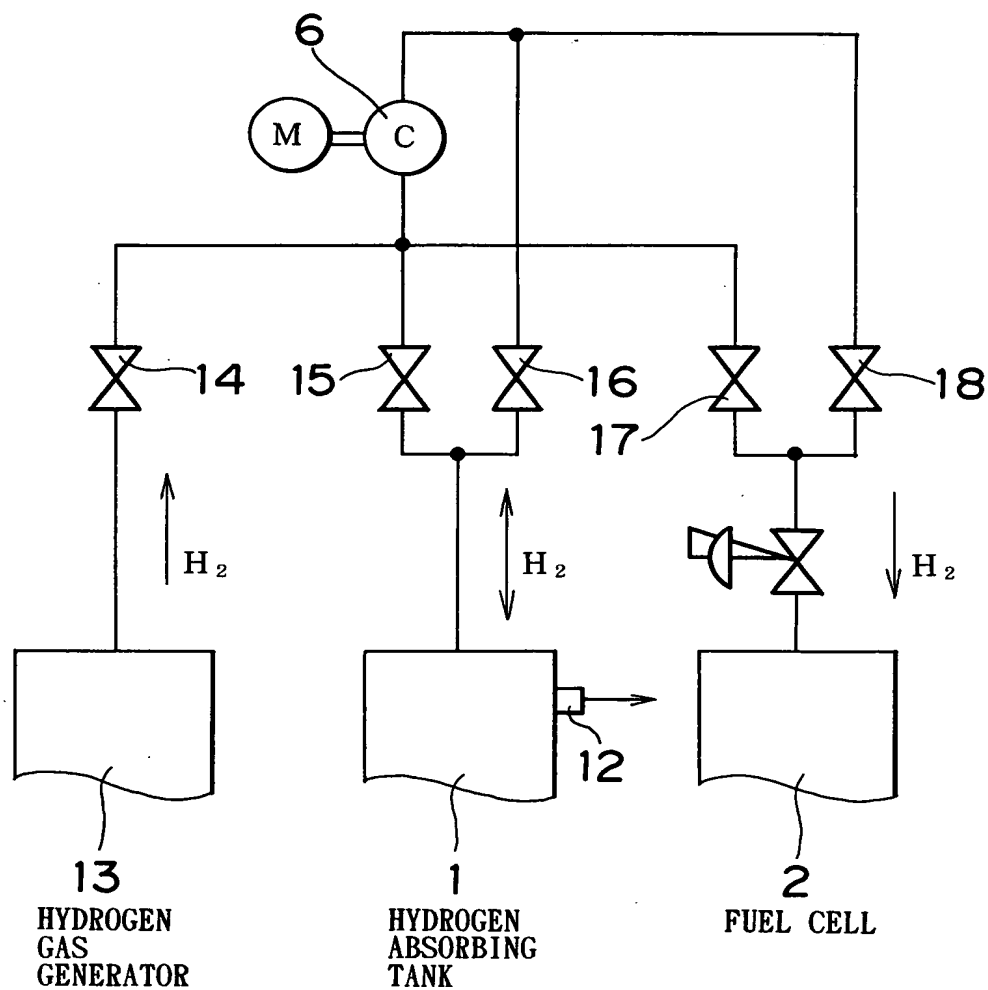 6
M
C
14
15
16
17
18
H₂
H₂
H₂
12
13
1
2
HYDROGEN
GAS
GENERATOR
HYDROGEN
ABSORBING
TANK
FUEL CELL